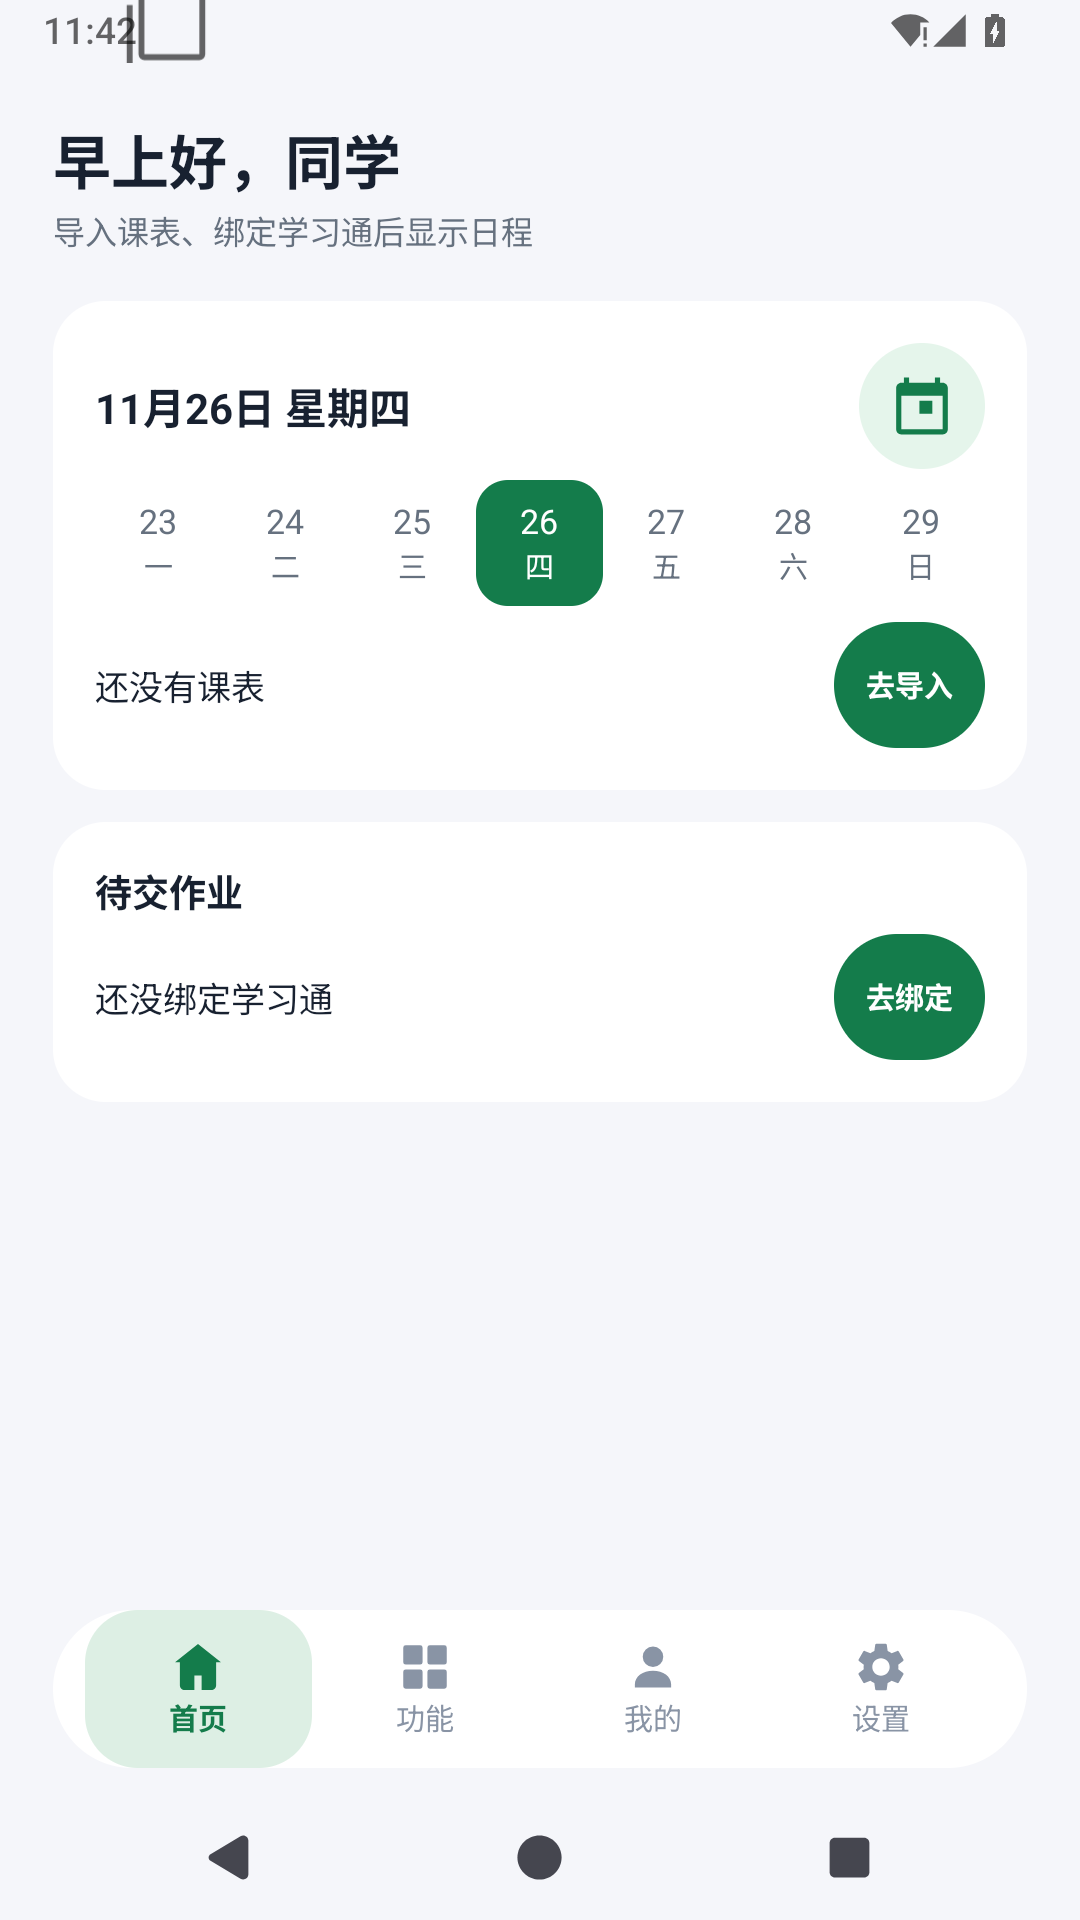 11:42
早上好，同学
导入课表、绑定学习通后显示日程
11月26日 星期四
23 24 25 26 27 28 29
一 二 三 四 五 六 日
还没有课表 去导入
待交作业
还没绑定学习通 去绑定
首页 功能 我的 设置